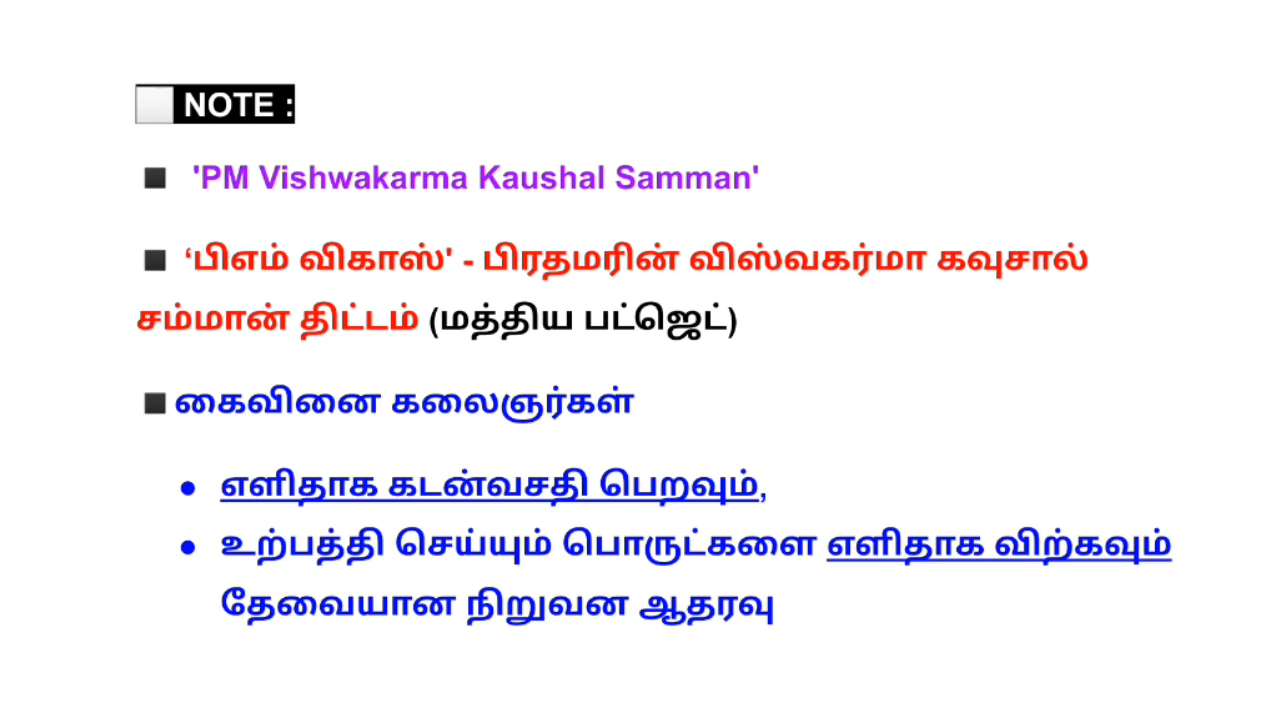 NOTE :
'PM Vishwakarma Kaushal Samman'
‘பிஎம் விகாஸ்' - பிரதமரின் விஸ்வகர்மா கவுசால்
சம்மான் திட்டம் (மத்திய பட்ஜெட்)
கைவினை கலைஞர்கள்
எளிதாக கடன்வசதி பெறவும்,
உற்பத்தி செய்யும் பொருட்களை எளிதாக விற்கவும்
தேவையான நிறுவன ஆதரவு